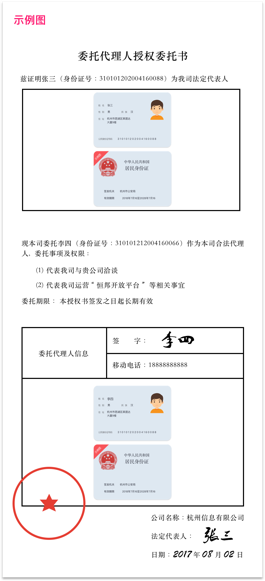 示例图
委托代理人授权委托书
兹证明张三（身份证号：310101202004160088）为我司法定代表人
中华人民共和国
居民身份证
现本司委托李四（身份证号：310101212004160066）作为本司合法代理
人，委托事项及权限：
⑴ 代表我司与贵公司洽谈
⑵ 代表我司运营＂恒邦开放平台＂等相关事宜
委托期限： 本授权书签发之日起长期有效
委托代理人信息
签 字： 李四
移动电话：18888888888
中华人民共和国
居民身份证
公司名称：杭州信息有限公司
法定代表人： 张三
日期：2017 年 08 月 02 日